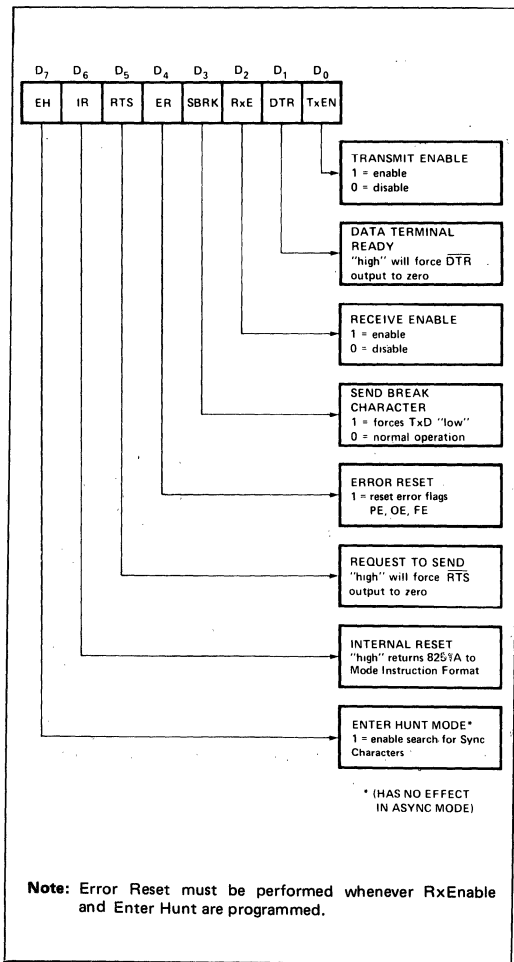 D7 D6 D5 D4 D3 D2 D1 D0
EH IR RTS ER SBRK RxE DTR TxEN
TRANSMIT ENABLE
1 = enable
0 = disable
DATA TERMINAL
READY
"high" will force DTR
output to zero
RECEIVE ENABLE
1 = enable
0 = disable
SEND BREAK
CHARACTER
1 = forces TxD "low"
0 = normal operation
ERROR RESET
1 = reset error flags
PE, OE, FE
REQUEST TO SEND
"high" will force RTS
output to zero
INTERNAL RESET
"high" returns to
Mode Instruction Format
ENTER HUNT MODE*
1 = enable search for Sync
Characters
* (HAS NO EFFECT
IN ASYNC MODE)
Note: Error Reset must be performed whenever RxEnable
and Enter Hunt are programmed.